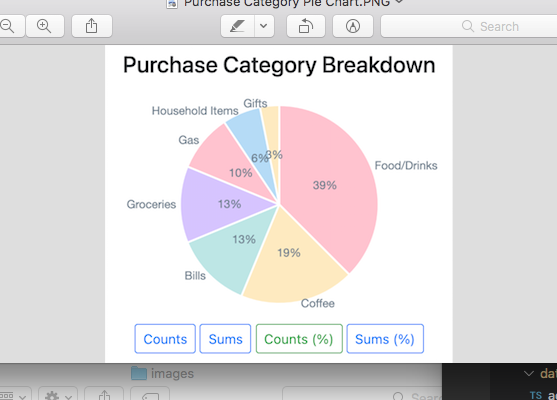 Purchase Category Pie Chart.PNG
Search
Purchase Category Breakdown
Gifts
Household Items
Gas
Food/Drinks
6%
3%
10%
39%
Groceries
13%
13%
19%
Bills
Coffee
Counts
Sums
Counts (%)
Sums (%)
images
da
TS